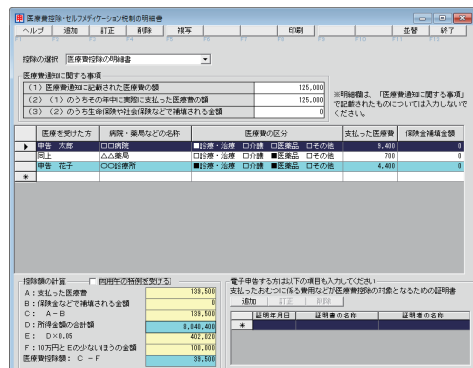 医療費控除・セルフメディケーション税制の明細書
ヘルプ 追加 訂正 削除 複写 印刷 並替 終了
控除の選択 医療費控除の明細書
医療費通知に関する事項
(1)医療費通知に記載された医療費の額 125,000
(2)(1)のうちその年中に実際に支払った医療費の額 125,000
(3)(2)のうち生命保険や社会保険などで補填される金額 0
※明細欄は、「医療費通知に関する事項」
で記載されたものについては入力しないで
ください。
医療を受けた方 病院・薬局などの名称 医療費の区分 支払った医療費 保険金補填金額
申告 太郎 □□病院 ■診療・治療 □介護 □医薬品 □その他 9,400 0
同上 △△薬局 □診療・治療 □介護 ■医薬品 □その他 700 0
申告 花子 ○○診療所 ■診療・治療 □介護 ■医薬品 □その他 4,400 0
控除額の計算 □ 同居年の特例を受ける
A:支払った医療費 139,500
B:保険金などで補填される金額 0
C: A-B 139,500
D:所得金額の合計額 8,040,400
E: D×0.05 402,020
F:10万円とEの少ないほうの金額 100,000
医療費控除額: C-F 39,500
電子申告する方は以下の項目も入力してください
支払ったおむつに係る費用などが医療費控除の対象となるための証明書
追加 訂正 削除
証明年月日 証明書の名称 証明者の名称